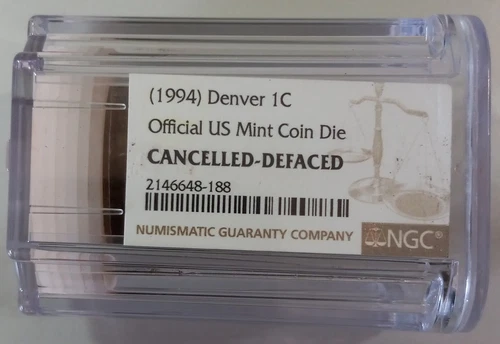 (1994) Denver 1C
Official US Mint Coin Die
CANCELLED-DEFACED
2146648-188
NUMISMATIC GUARANTY COMPANY NGC®